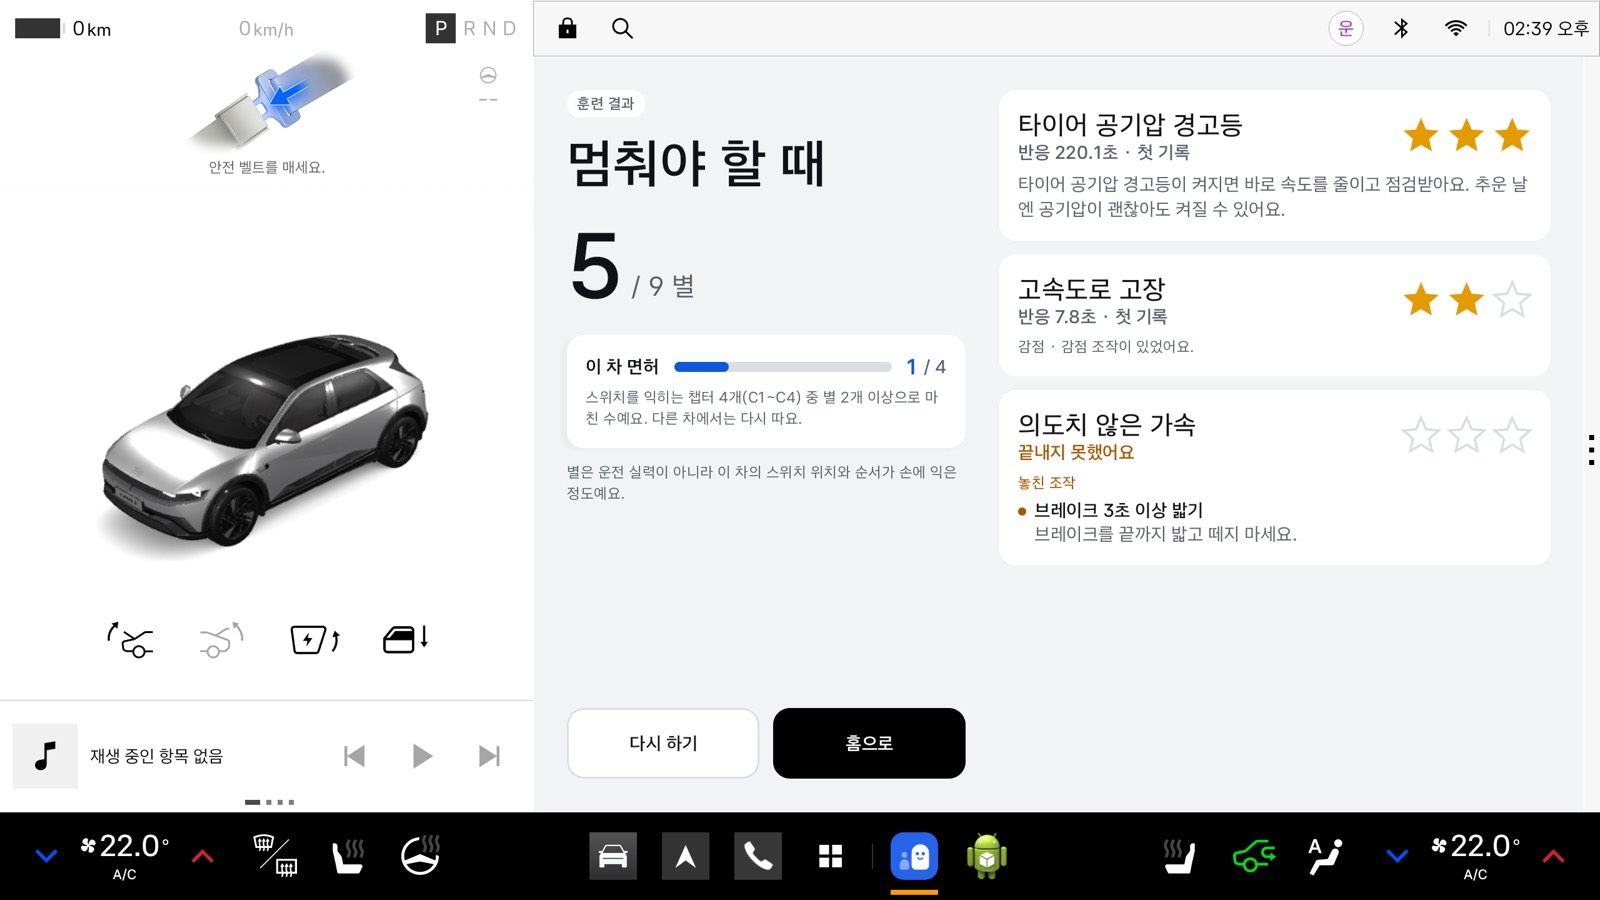 0 km
0 km/h
P R N D
--
안전 벨트를 매세요.
재생 중인 항목 없음
운
02:39 오후
훈련 결과
멈춰야 할 때
5 / 9 별
이 차 면허
1 / 4
스위치를 익히는 챕터 4개(C1~C4) 중 별 2개 이상으로 마
친 수예요. 다른 차에서는 다시 따요.
별은 운전 실력이 아니라 이 차의 스위치 위치와 순서가 손에 익은
정도예요.
다시 하기
홈으로
타이어 공기압 경고등
반응 220.1초 · 첫 기록
타이어 공기압 경고등이 켜지면 바로 속도를 줄이고 점검받아요. 추운 날
엔 공기압이 괜찮아도 켜질 수 있어요.
고속도로 고장
반응 7.8초 · 첫 기록
감점 · 감점 조작이 있었어요.
의도치 않은 가속
끝내지 못했어요
놓친 조작
브레이크 3초 이상 밟기
브레이크를 끝까지 밟고 떼지 마세요.
22.0°
A/C
A
22.0°
A/C